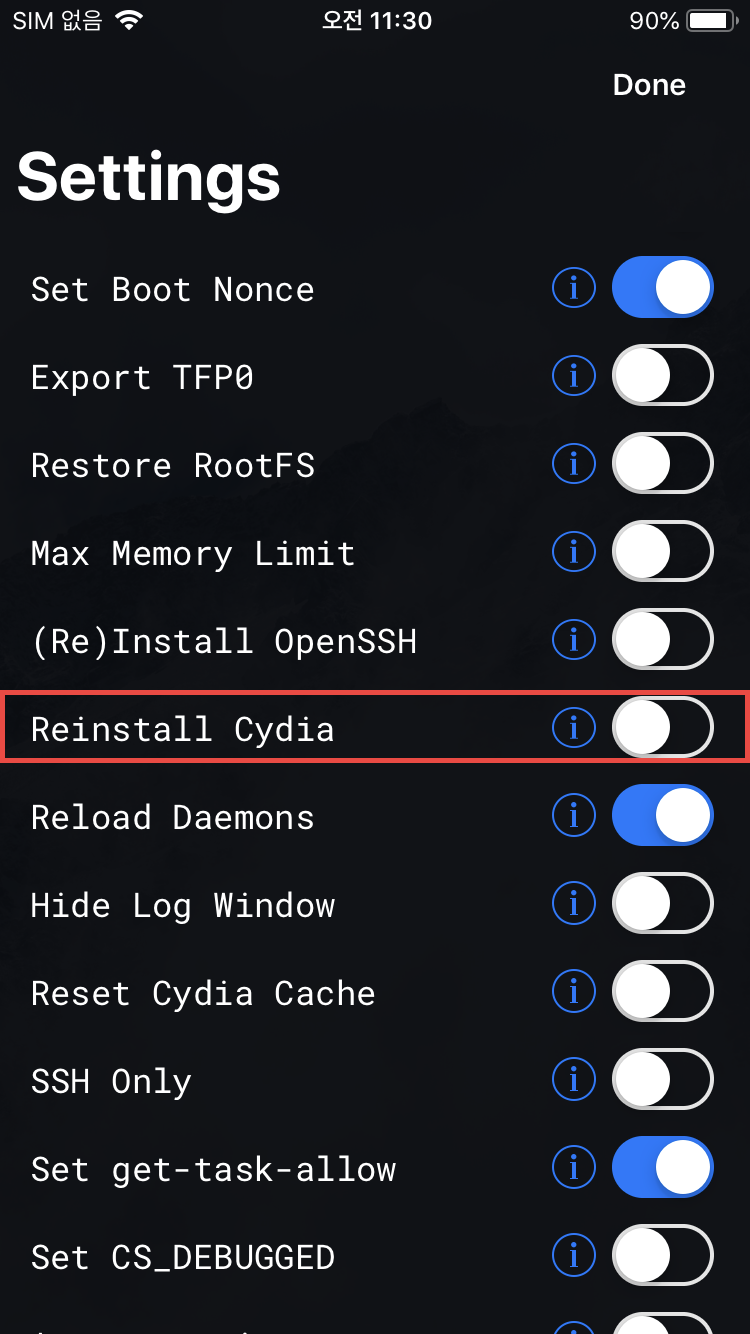 SIM 없음 오전 11:30 90%
Done
Settings
Set Boot Nonce
Export TFP0
Restore RootFS
Max Memory Limit
(Re)Install OpenSSH
Reinstall Cydia
Reload Daemons
Hide Log Window
Reset Cydia Cache
SSH Only
Set get-task-allow
Set CS_DEBUGGED